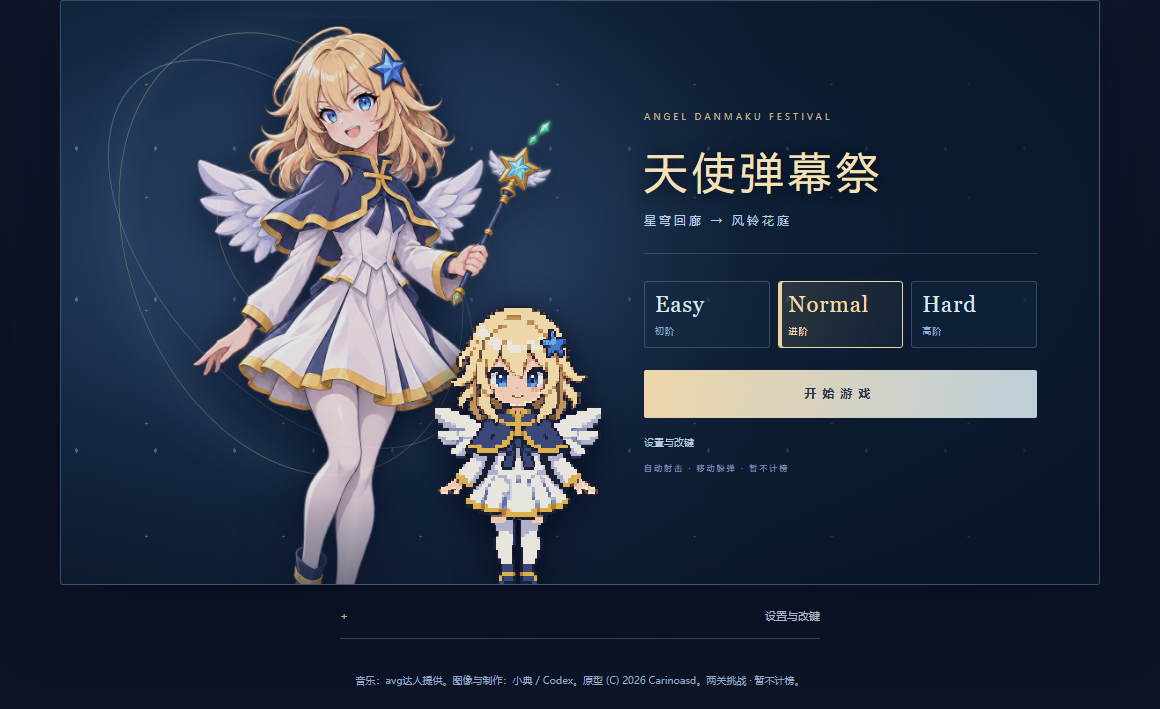 ANGEL DANMAKU FESTIVAL
天使弹幕祭
星穹回廊 → 风铃花庭
Easy
初阶
Normal
进阶
Hard
高阶
开始游戏
设置与改键
自动射击 · 移动躲弹 · 暂不计榜
+
设置与改键
音乐：avg达人提供。图像与制作：小典 / Codex。原型 (C) 2026 Carinoasd。两关挑战 · 暂不计榜。